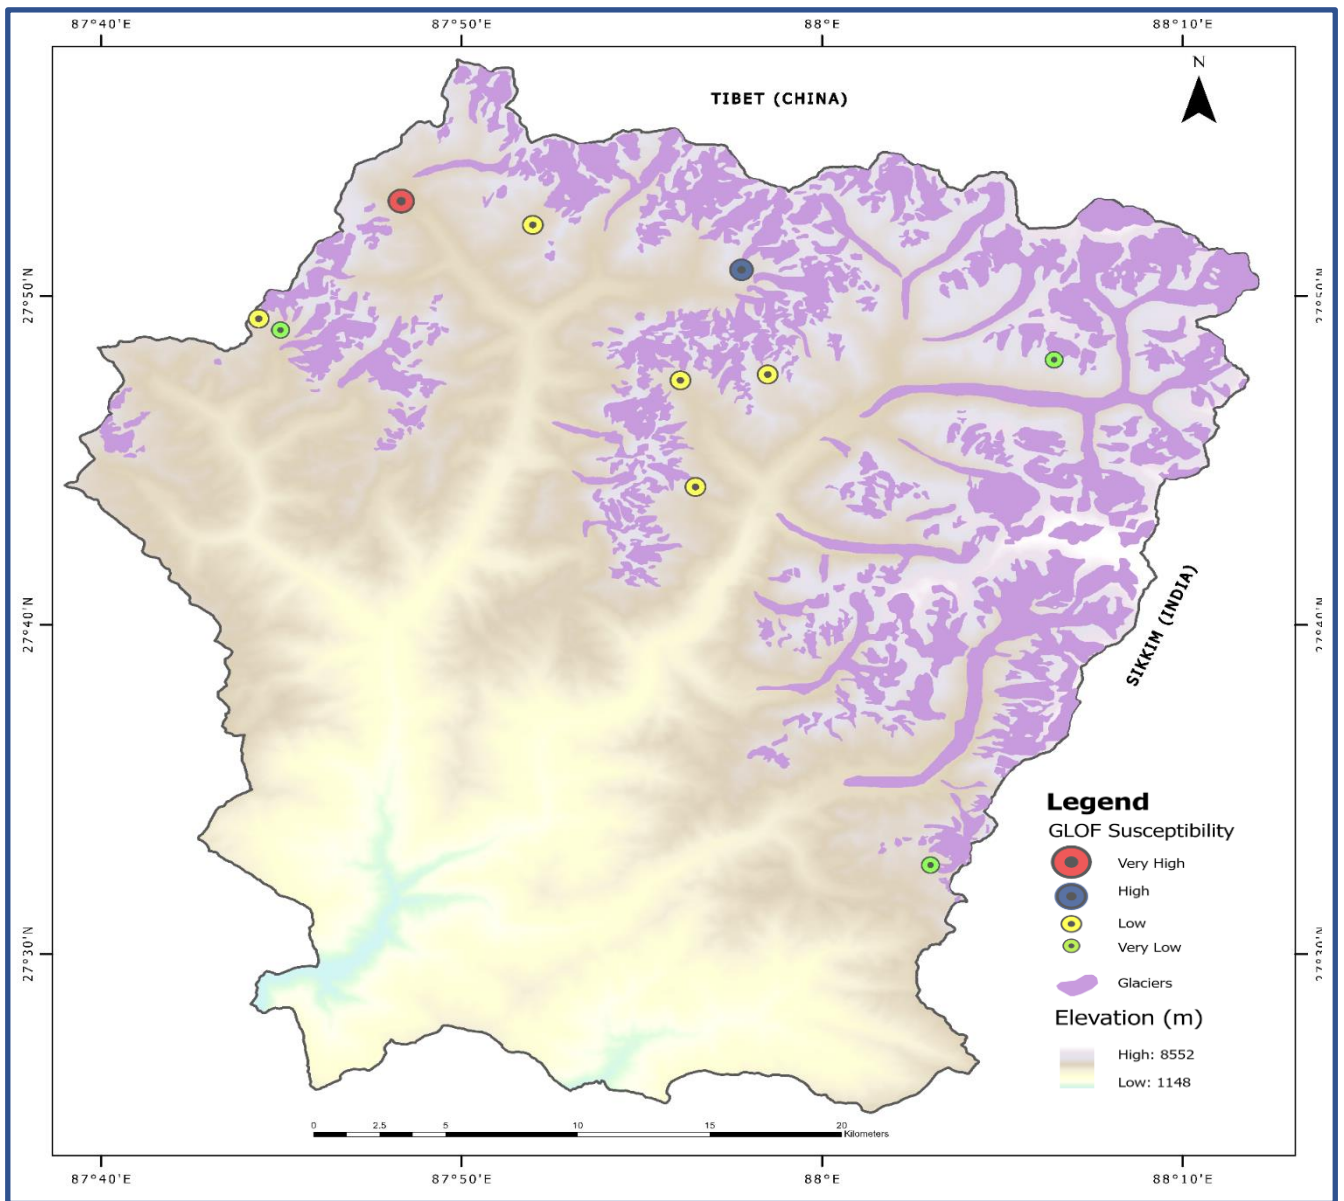 87°40'E 87°50'E 88°E 88°10'E
N
TIBET (CHINA)
27°50'N 27°50'N
27°40'N 27°40'N
SIKKIM (INDIA)
Legend
GLOF Susceptibility
Very High
High
Low
Very Low
27°30'N 27°30'N
Glaciers
Elevation (m)
High: 8552
Low: 1148
0 2.5 5 10 15 20
Kilometers
87°40'E 87°50'E 88°E 88°10'E